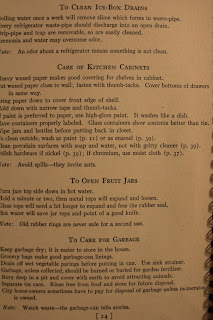 TO CLEAN ICE-BOX DRAINS
Boiling water once a week will remove slime which forms in waste-pipe.
Every refrigerator waste-pipe should discharge into an open drain.
Drip-pipe and trap are removable, so are easily cleaned.
Ammonia and water may overcome odor.
Note: An odor about a refrigerator means something is not clean.
CARE OF KITCHEN CABINETS
Heavy waxed paper makes good covering for shelves in cabinet.
Put waxed paper close to wall; fasten with thumb-tacks. Cover bottoms of drawers
in same way.
Bring paper down to cover front edge of shelf.
Hold down with narrow tape and thumb-tacks.
If paint is preferred to paper, use high-gloss paint. It washes like a dish.
Have containers properly labeled. Glass containers show contents better than tin.
Wipe jars and bottles before putting back in closet.
To clean outside, wash as paint (p. 21) or as enamel (p. 39).
Clean porcelain surfaces with soap and water, not with gritty cleaner (p. 39).
Polish hardware if nickel (p. 39); if chromium, use moist cloth (p. 37).
Note: Avoid spills—they invite ants.
TO OPEN FRUIT JARS
Turn jar top side down in hot water.
Hold a minute or two, then metal tops will expand and loosen.
Glass tops will need a bit longer to expand and free the rubber seal.
Hot water will save jar tops and point of a good knife.
Note: Old rubber rings are never safe for a second use.
TO CARE FOR GARBAGE
Keep garbage dry; it is easier to store in the house.
Grocery bags make good garbage-can linings.
Drain off wet vegetable parings before putting in can. Use sink strainer.
Garbage, unless collected, should be burned or buried for garden fertilizer.
Bury deep in a pit and cover with earth to avoid attracting animals.
Separate tin cans. Rinse free from food and store for future disposal.
City home-owners sometimes have to pay for disposal of garbage unless incinerator
is owned.
Note: Watch waste—the garbage-can tells stories.
[ 24 ]